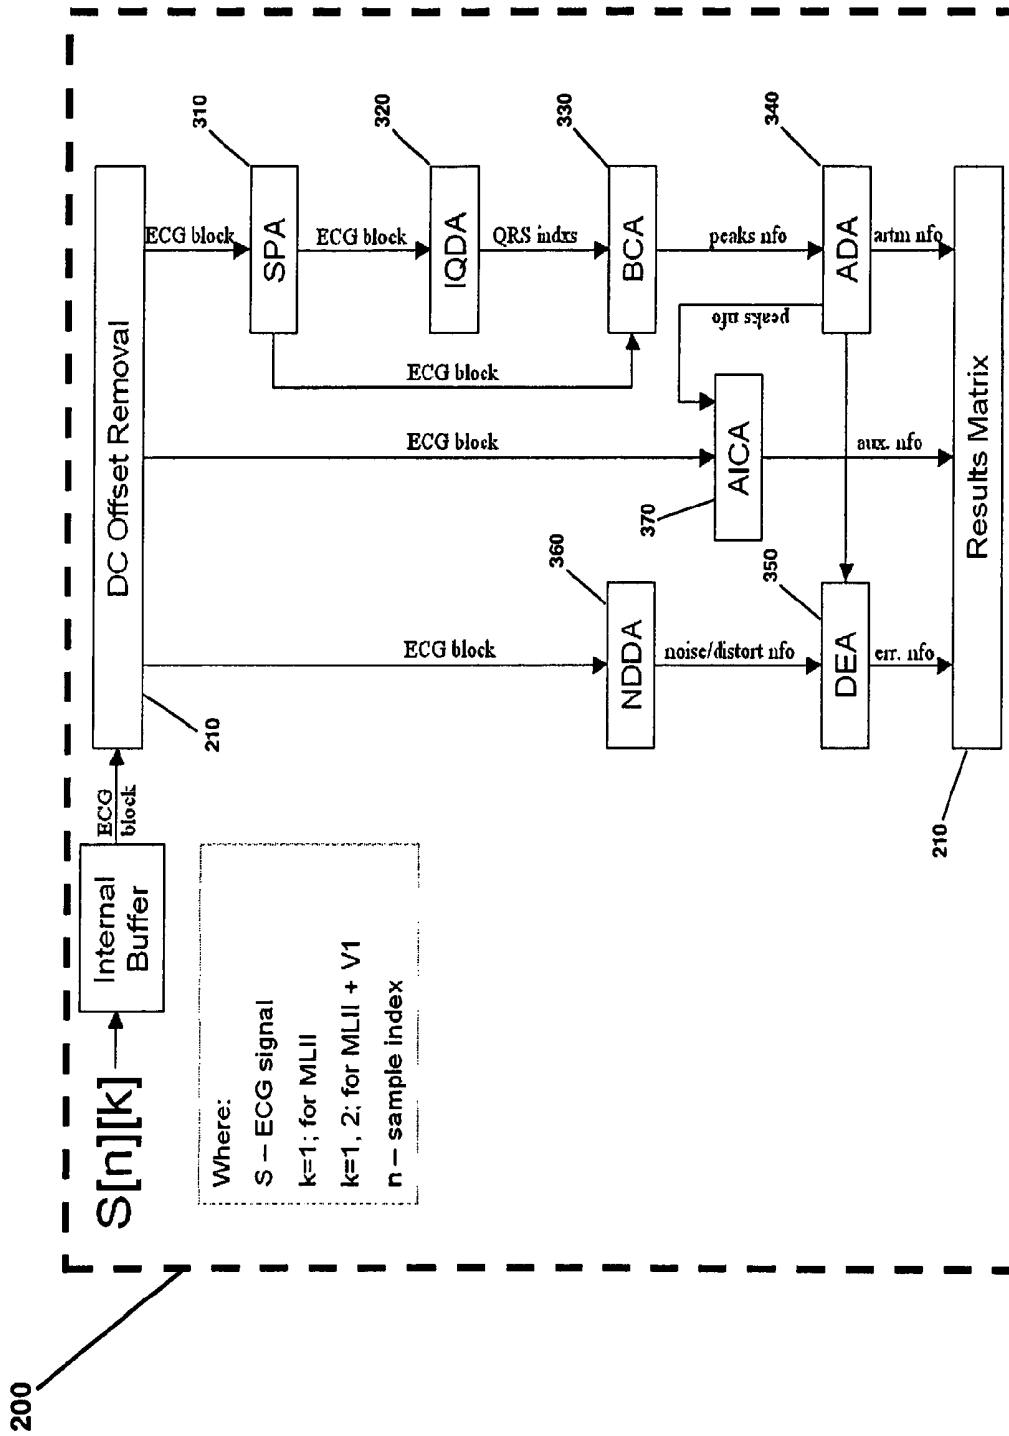 200
S[n][k]
Internal
Buffer
ECG
block
DC Offset Removal
210
Where:
S – ECG signal
k=1; for MLII
k=1, 2; for MLII + V1
n – sample index
ECG block
SPA
310
ECG block
IQDA
320
QRS indxs
BCA
330
ECG block
peaks nfo
ADA
340
peaks nfo
artm nfo
ECG block
AICA
370
aux. nfo
ECG block
NDDA
360
noise/distort nfo
DEA
350
err. nfo
Results Matrix
210